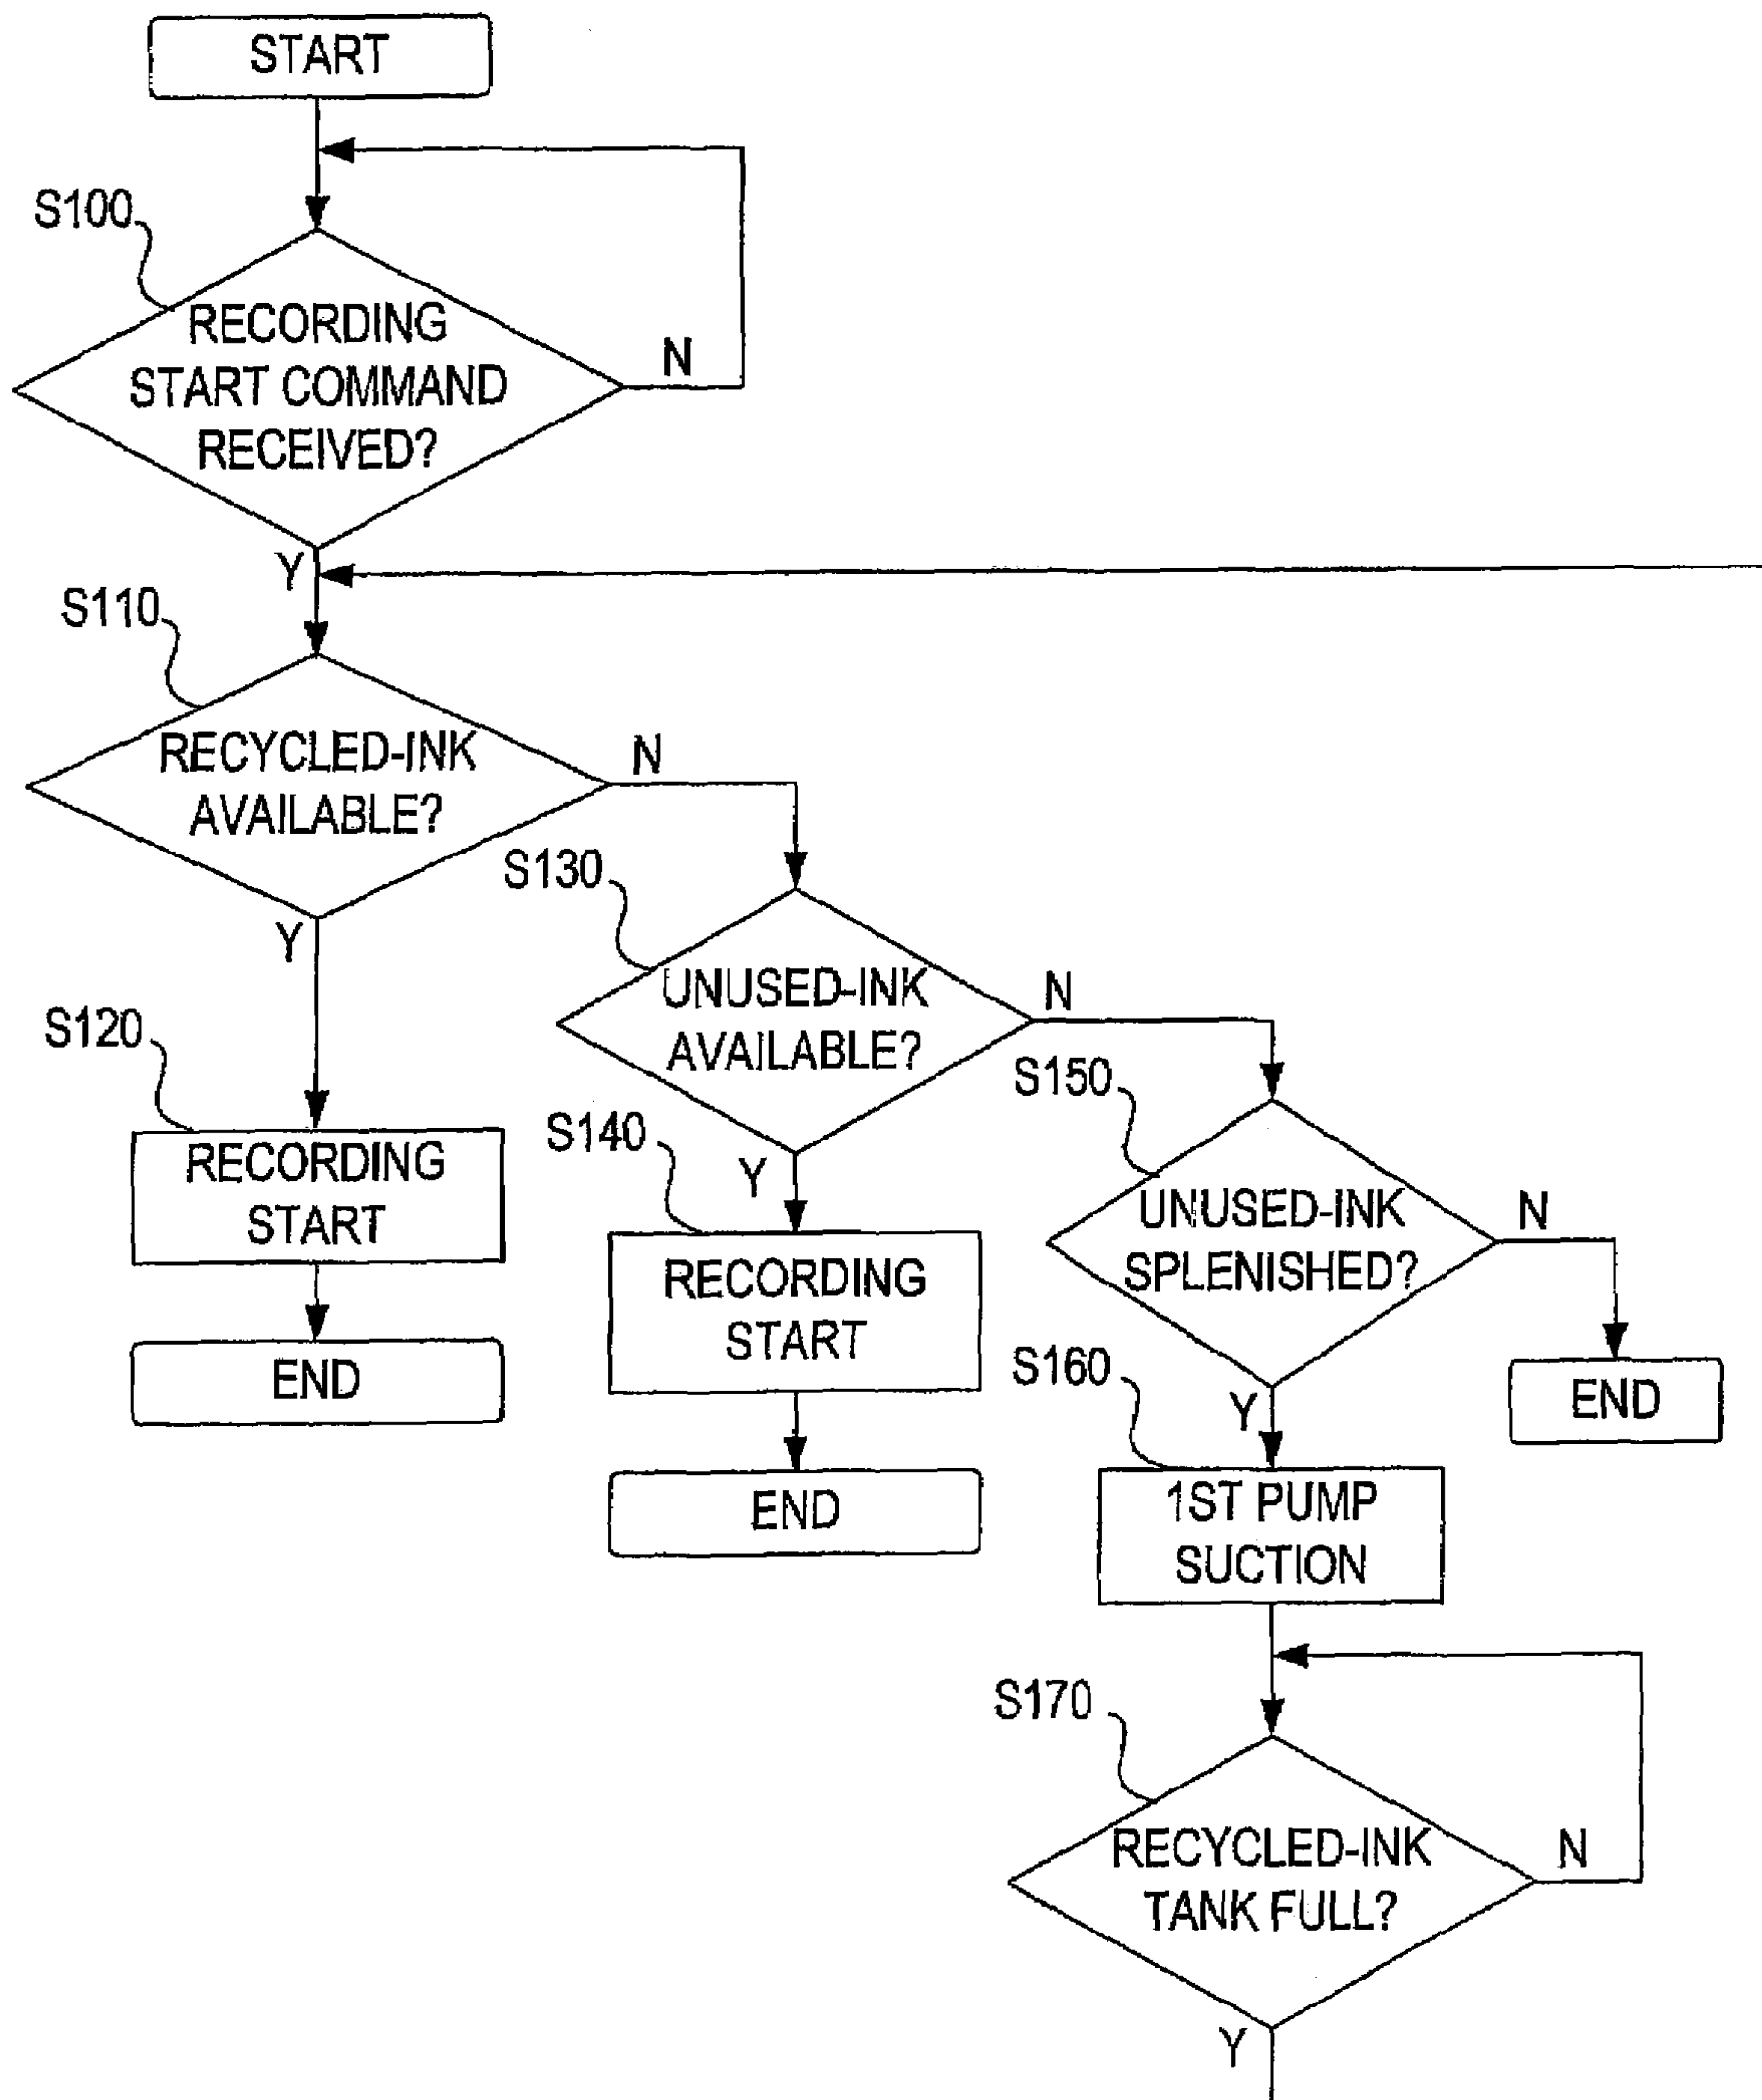 START
S100
RECORDING
START COMMAND
RECEIVED?
N
Y
S110
RECYCLED-INK
AVAILABLE?
N
Y
S130
UNUSED-INK
AVAILABLE?
N
Y
S120
RECORDING
START
END
S140
RECORDING
START
END
S150
UNUSED-INK
SPLENISHED?
N
END
Y
S160
1ST PUMP
SUCTION
S170
RECYCLED-INK
TANK FULL?
N
Y